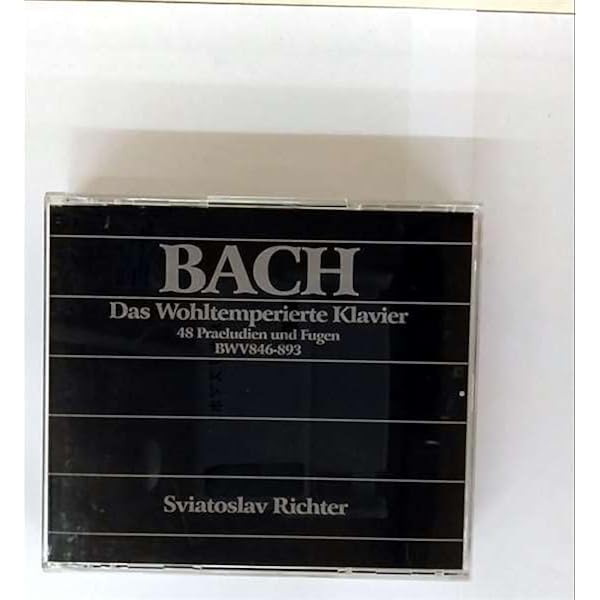 BACH
Das Wohltemperierte Klavier
48 Praeludien und Fugen
BWV846-893
Sviatoslav Richter